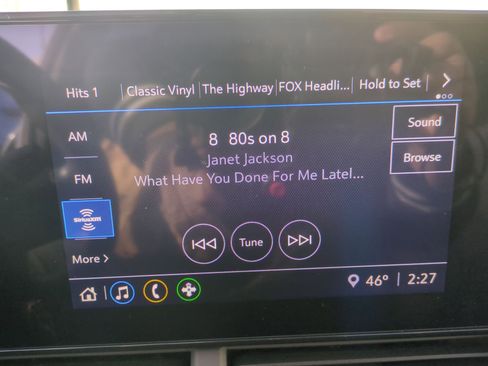 Hits 1 Classic Vinyl The Highway FOX Headli... Hold to Set
AM
8 80s on 8
Sound
Janet Jackson
Browse
FM
What Have You Done For Me Latel...
SiriusXM
Tune
More
46° 2:27